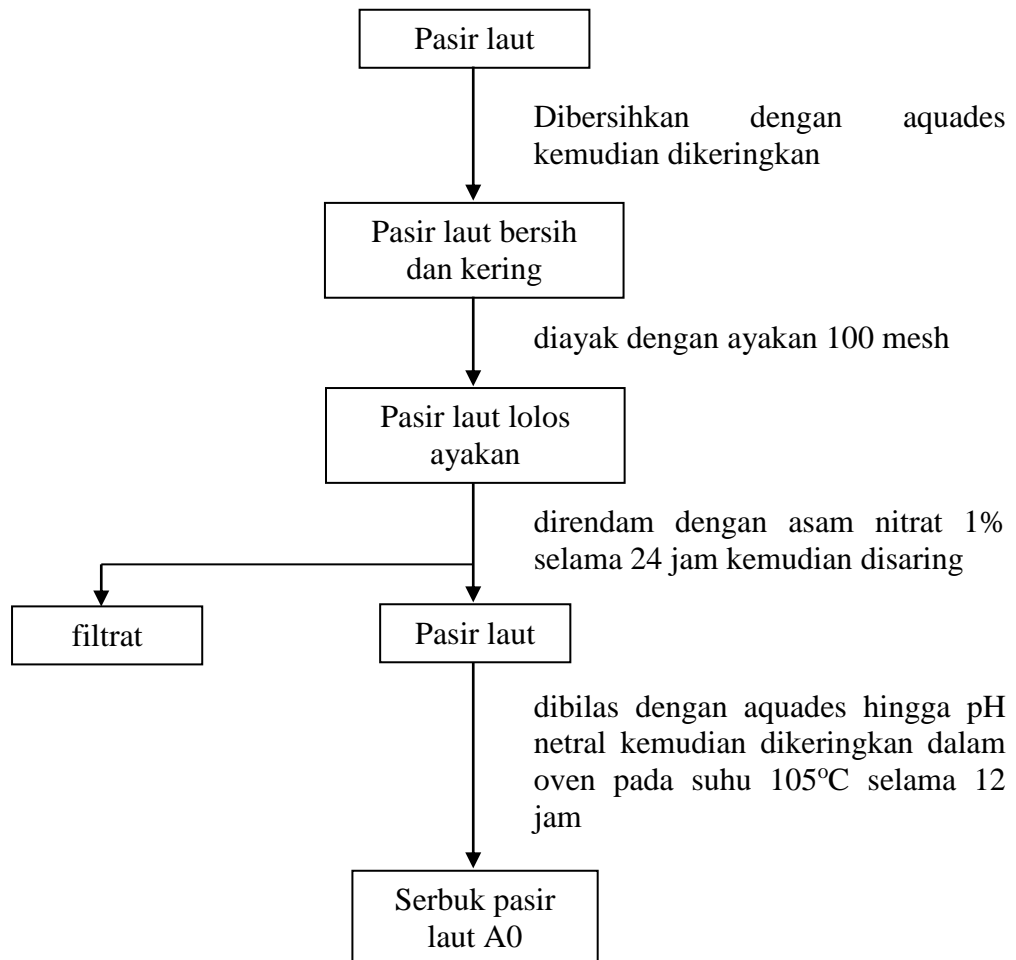 Pasir laut
Dibersihkan dengan aquades
kemudian dikeringkan
Pasir laut bersih
dan kering
diayak dengan ayakan 100 mesh
Pasir laut lolos
ayakan
direndam dengan asam nitrat 1%
selama 24 jam kemudian disaring
filtrat
Pasir laut
dibilas dengan aquades hingga pH
netral kemudian dikeringkan dalam
oven pada suhu 105°C selama 12
jam
Serbuk pasir
laut A0